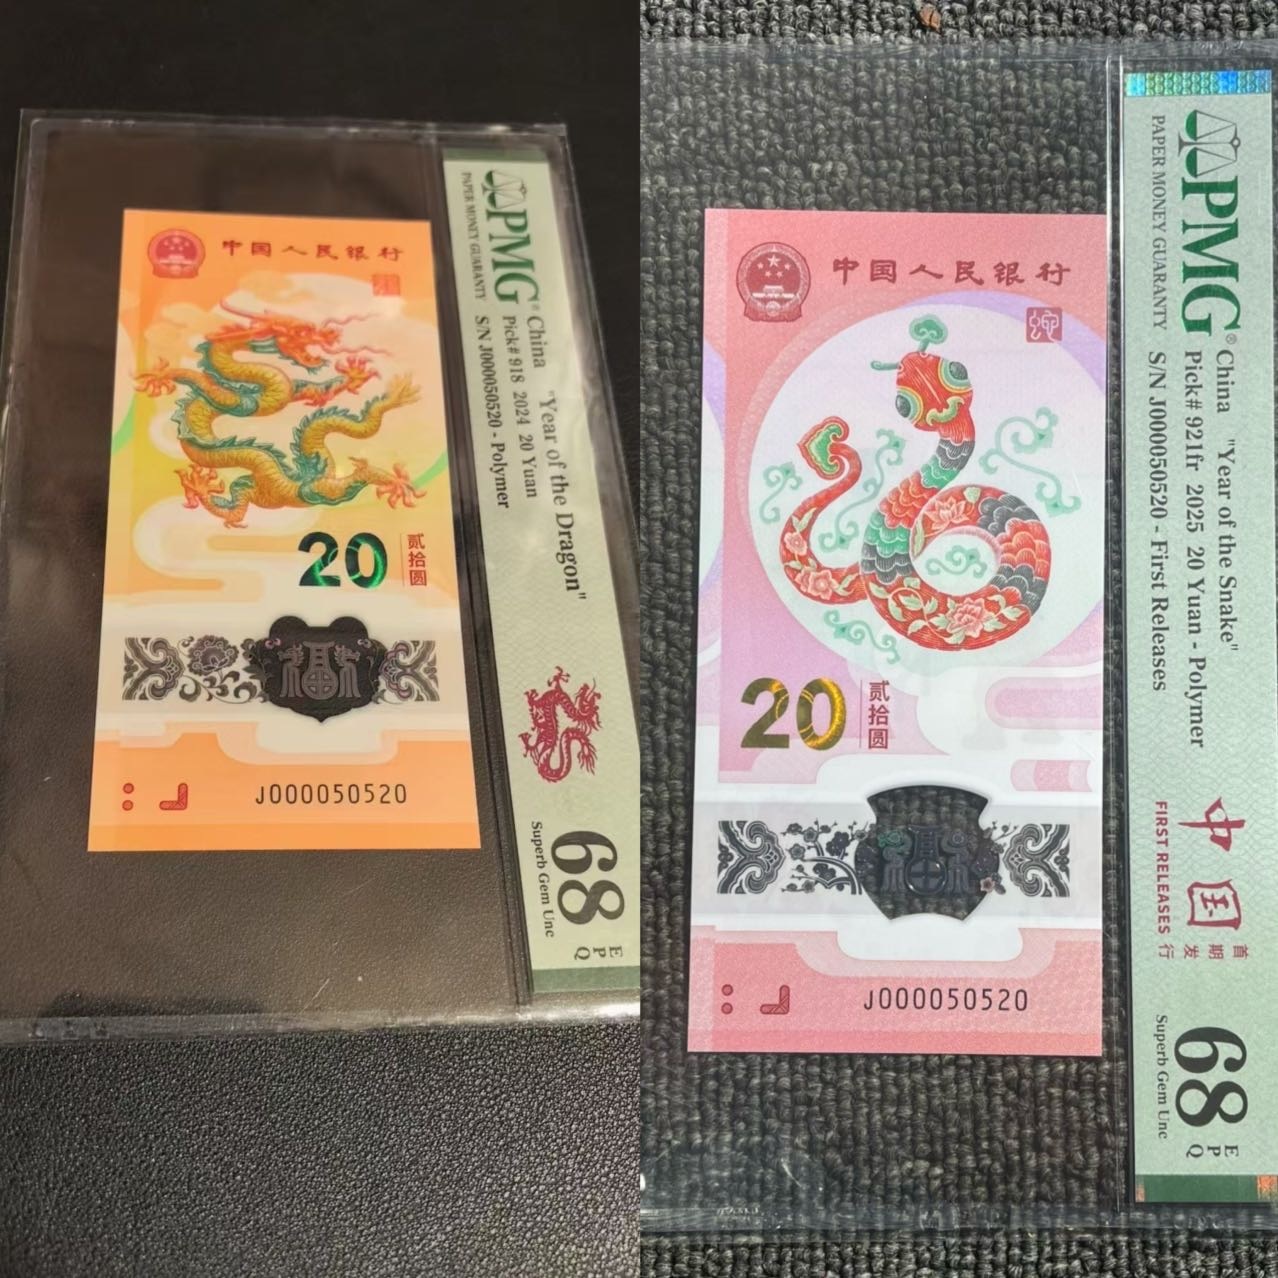 中国人民银行
20
贰拾圆
J000050520
PMG®
PAPER MONEY GUARANTY
China "Year of the Dragon"
Pick# 918 2024 20 Yuan
S/N J000050520 - Polymer
68 EPQ
Superb Gem Unc
中国人民银行
20
贰拾圆
J000050520
PMG®
PAPER MONEY GUARANTY
China "Year of the Snake"
Pick# 921fr 2025 20 Yuan - Polymer
S/N J000050520 - First Releases
中国
首期发行
FIRST RELEASES
68 EPQ
Superb Gem Unc